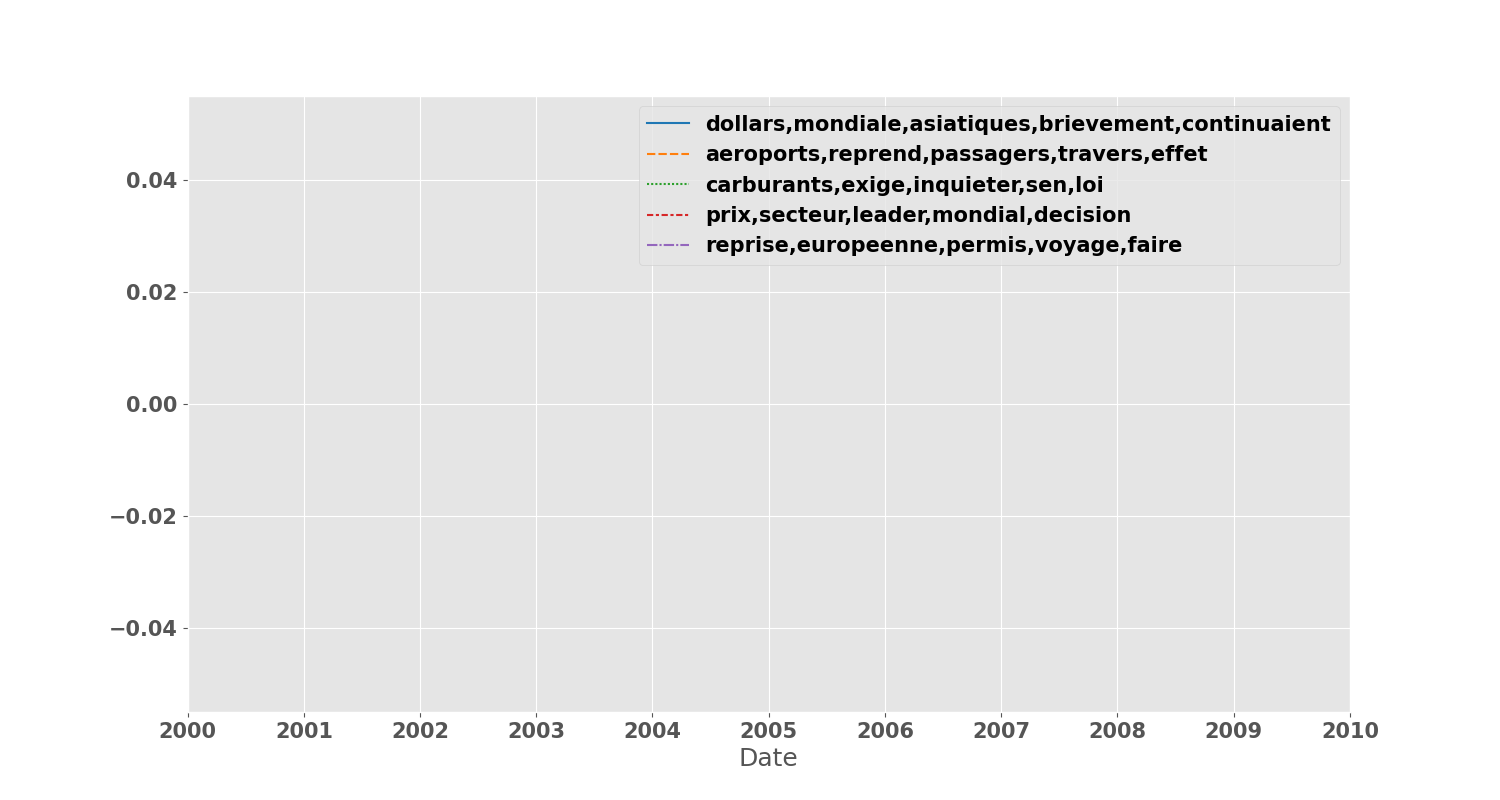 dollars,mondiale,asiatiques,brievement,continuaient
aeroports,reprend,passagers,travers,effet
carburants,exige,inquieter,sen,loi
prix,secteur,leader,mondial,decision
reprise,europeenne,permis,voyage,faire
0.04
0.02
0.00
−0.02
−0.04
2000 2001 2002 2003 2004 2005 2006 2007 2008 2009 2010
Date